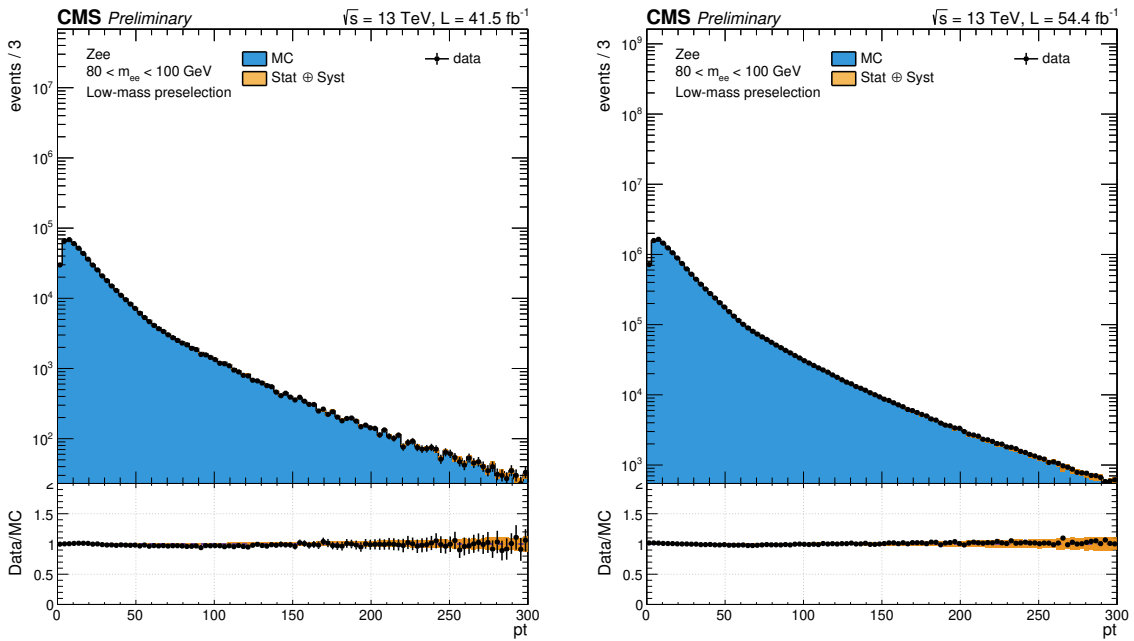 CMS Preliminary √s = 13 TeV, L = 41.5 fb⁻¹
events / 3
Zee
80 < m_ee < 100 GeV
Low-mass preselection
MC
Stat ⊕ Syst
data
10⁷
10⁶
10⁵
10⁴
10³
10²
Data/MC
2
1.5
1
0.5
0
0 50 100 150 200 250 300
pt
CMS Preliminary √s = 13 TeV, L = 54.4 fb⁻¹
events / 3
Zee
80 < m_ee < 100 GeV
Low-mass preselection
MC
Stat ⊕ Syst
data
10⁹
10⁸
10⁷
10⁶
10⁵
10⁴
10³
Data/MC
2
1.5
1
0.5
0
0 50 100 150 200 250 300
pt